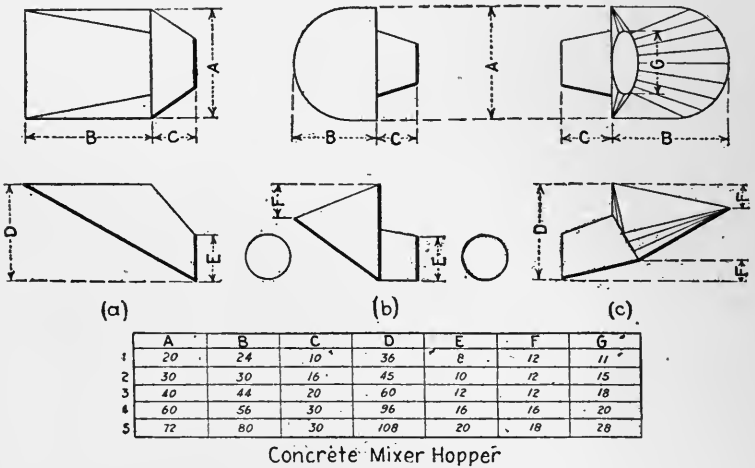 A
B
C
A
B
C
G
C
B
D
E
F
E
D
F
F
(a)
(b)
(c)
A B C D E F G
1 20 24 10 36 8 12 11
2 30 30 16 45 10 12 15
3 40 44 20 60 12 12 18
4 60 56 30 96 16 16 20
5 72 80 30 108 20 18 28
Concrete Mixer Hopper